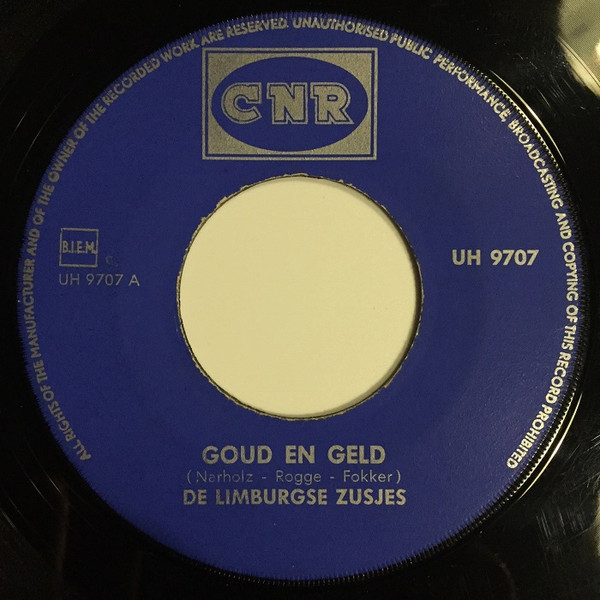 ALL RIGHTS OF THE MANUFACTURER AND OF THE OWNER OF THE RECORDED WORK ARE RESERVED. UNAUTHORISED PUBLIC PERFORMANCE, BROADCASTING AND COPYING OF THIS RECORD PROHIBITED
CNR
B.I.E.M.
UH 9707 A
UH 9707
GOUD EN GELD
(Narholz - Rogge - Fokker)
DE LIMBURGSE ZUSJES